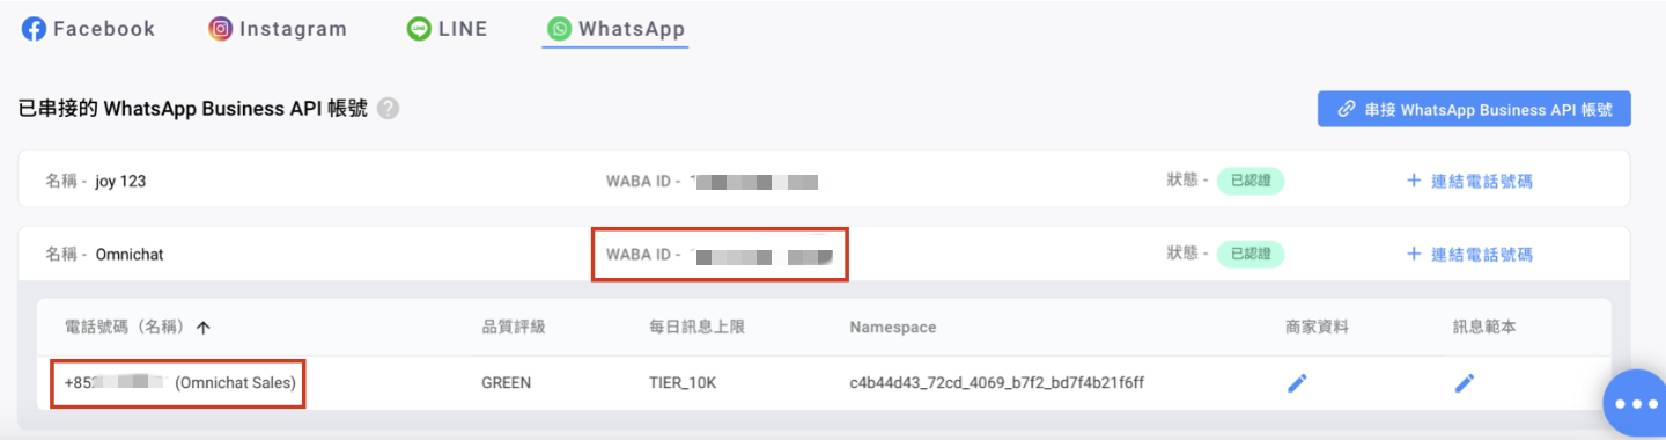 Facebook Instagram LINE WhatsApp
已串接的 WhatsApp Business API 帳號 ?
串接 WhatsApp Business API 帳號
名稱 - joy 123 WABA ID - 狀態 - 已認證 + 連結電話號碼
名稱 - Omnichat WABA ID - 狀態 - 已認證 + 連結電話號碼
電話號碼（名稱） ↑ 品質評級 每日訊息上限 Namespace 商家資料 訊息範本
+852 (Omnichat Sales) GREEN TIER_10K c4b44d43_72cd_4069_b7f2_bd7f4b21f6ff